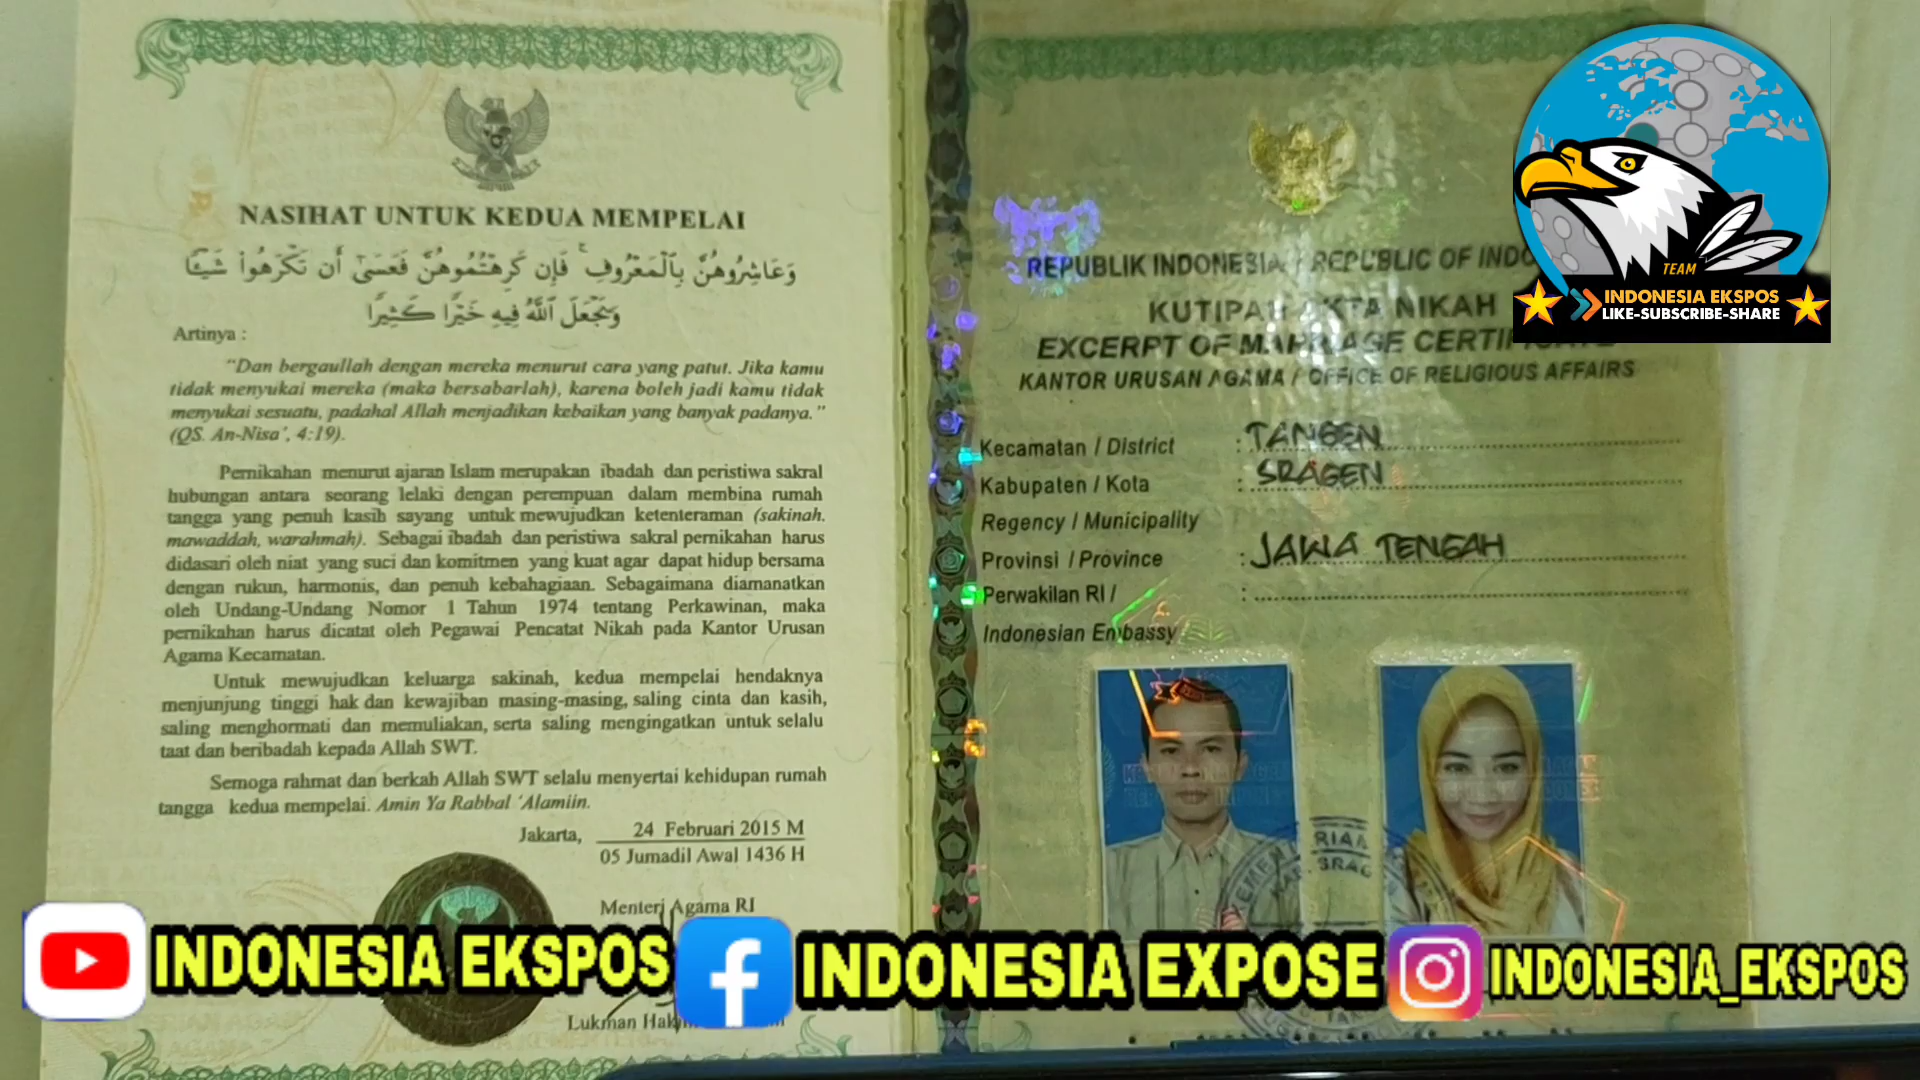 NASIHAT UNTUK KEDUA MEMPELAI
وَعَاشِرُوهُنَّ بِالْمَعْرُوفِ ۚ فَإِن كَرِهْتُمُوهُنَّ فَعَسَىٰ أَن تَكْرَهُوا۟ شَيْـًٔا
وَيَجْعَلَ ٱللَّهُ فِيهِ خَيْرًا كَثِيرًا
Artinya :
“Dan bergaullah dengan mereka menurut cara yang patut. Jika kamu
tidak menyukai mereka (maka bersabarlah), karena boleh jadi kamu tidak
menyukai sesuatu, padahal Allah menjadikan kebaikan yang banyak padanya.”
(QS. An-Nisa’, 4:19).
Pernikahan menurut ajaran Islam merupakan ibadah dan peristiwa sakral
hubungan antara seorang lelaki dengan perempuan dalam membina rumah
tangga yang penuh kasih sayang untuk mewujudkan ketenteraman (sakinah.
mawaddah, warahmah). Sebagai ibadah dan peristiwa sakral pernikahan harus
didasari oleh niat yang suci dan komitmen yang kuat agar dapat hidup bersama
dengan rukun, harmonis, dan penuh kebahagiaan. Sebagaimana diamanatkan
oleh Undang-Undang Nomor 1 Tahun 1974 tentang Perkawinan, maka
pernikahan harus dicatat oleh Pegawai Pencatat Nikah pada Kantor Urusan
Agama Kecamatan.
Untuk mewujudkan keluarga sakinah, kedua mempelai hendaknya
menjunjung tinggi hak dan kewajiban masing-masing, saling cinta dan kasih,
saling menghormati dan memuliakan, serta saling mengingatkan untuk selalu
taat dan beribadah kepada Allah SWT.
Semoga rahmat dan berkah Allah SWT selalu menyertai kehidupan rumah
tangga kedua mempelai. Amin Ya Rabbal ‘Alamiin.
Jakarta, 24 Februari 2015 M
05 Jumadil Awal 1436 H
Menteri Agama RI
Lukman
REPUBLIK INDONESIA / REPUBLIC OF INDO
KUTIPAN AKTA NIKAH
EXCERPT OF MARRIAGE CERTIFICATE
KANTOR URUSAN AGAMA / OFFICE OF RELIGIOUS AFFAIRS
Kecamatan / District : TANGEN
Kabupaten / Kota : SRAGEN
Regency / Municipality
Provinsi / Province : JAWA TENGAH
Perwakilan RI / :
Indonesian Embassy
TEAM
INDONESIA EKSPOS
LIKE-SUBSCRIBE-SHARE
INDONESIA EKSPOS INDONESIA EXPOSE INDONESIA_EKSPOS